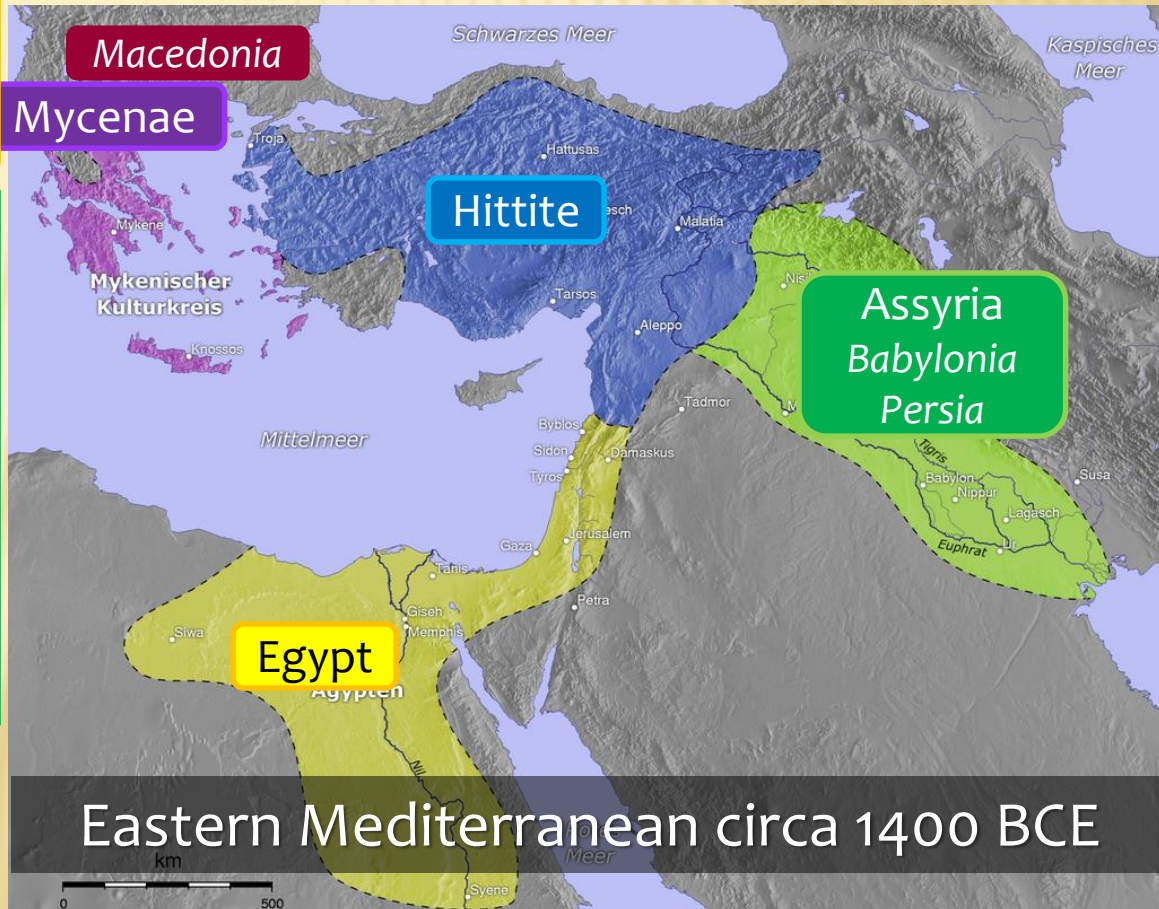 Schwarzes Meer
Kaspisches
Meer
Macedonia
Mycenae
Troja
Hattusas
Hittite
Malatia
Mykene
Mykenischer
Kulturkreis
Knossos
Tarsos
Aleppo
Assyria
Babylonia
Persia
Tadmor
Mittelmeer
Byblos
Sidon
Tyros
Damaskus
Tigris
Babylon
Nippur
Susa
Lagasch
Ur
Euphrat
Gaza
Jerusalem
Tanis
Petra
Giseh
Memphis
Siwa
Egypt
Ägypten
Nil
Eastern Mediterranean circa 1400 BCE
Meer
km
0 500
Syene